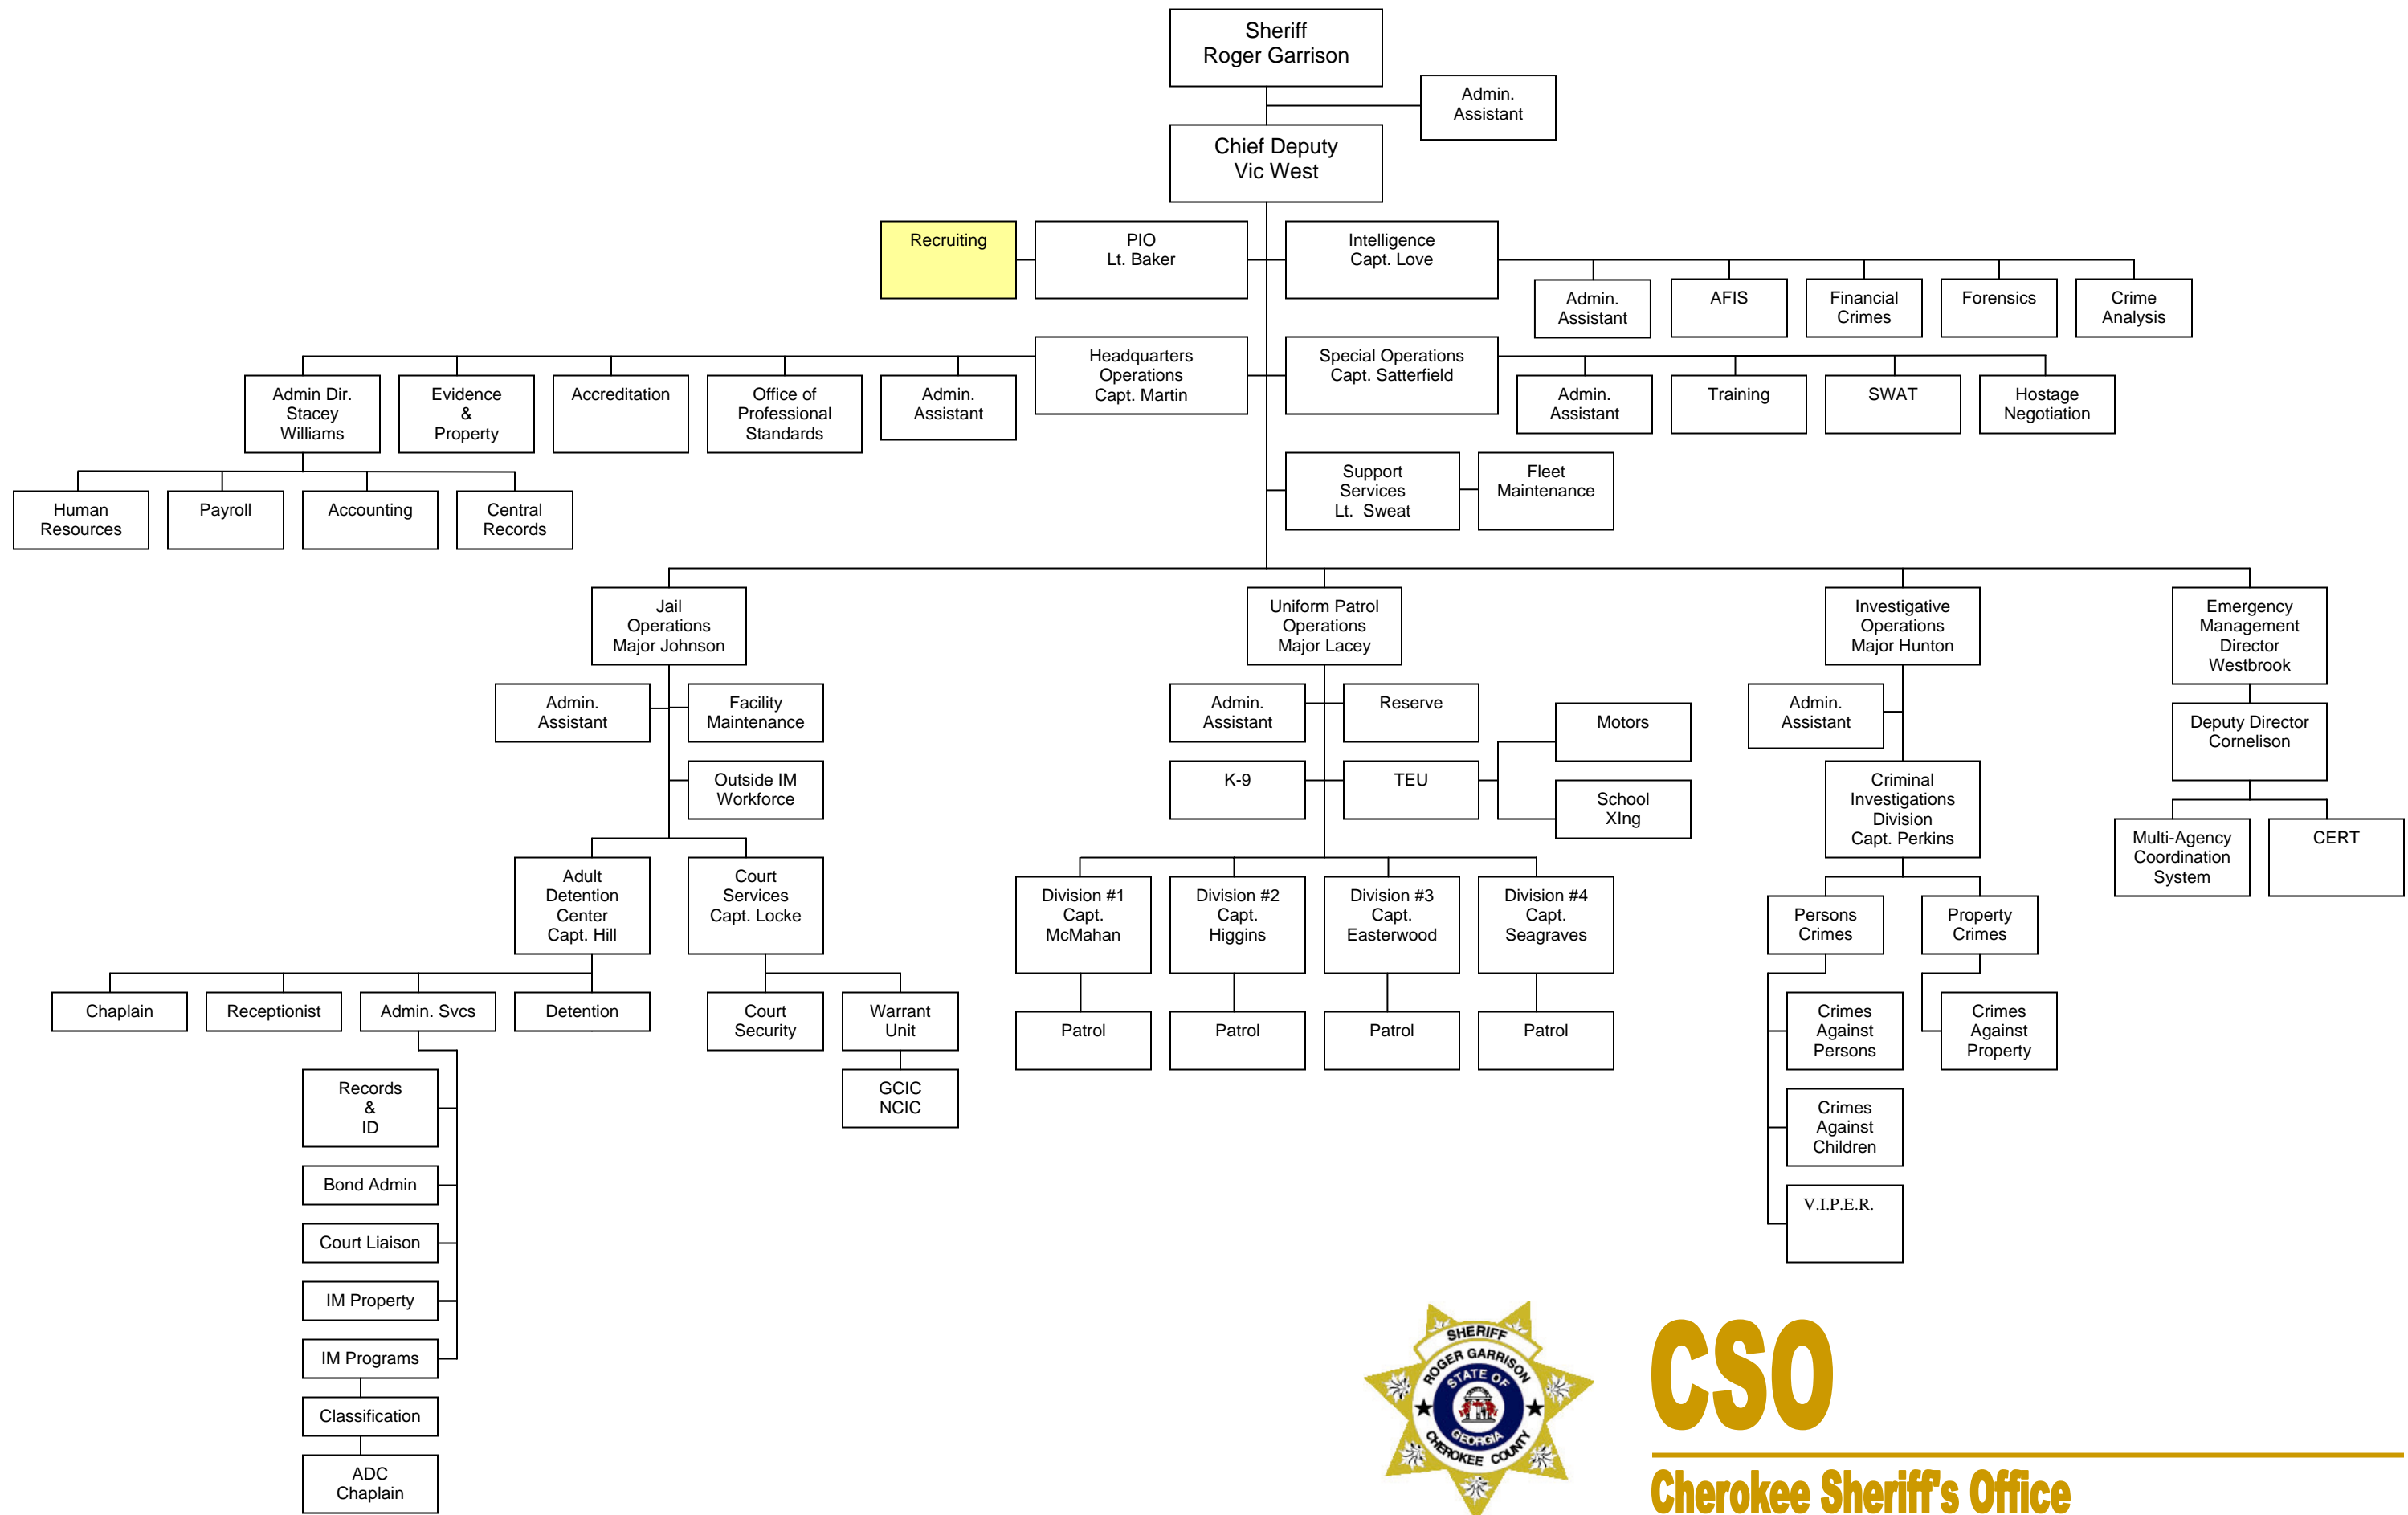 Sheriff
Roger Garrison
Admin.
Assistant
Chief Deputy
Vic West
Recruiting
PIO
Lt. Baker
Intelligence
Capt. Love
Admin.
Assistant
AFIS
Financial
Crimes
Forensics
Crime
Analysis
Headquarters
Operations
Capt. Martin
Special Operations
Capt. Satterfield
Admin Dir.
Stacey
Williams
Evidence
&
Property
Accreditation
Office of
Professional
Standards
Admin.
Assistant
Admin.
Assistant
Training
SWAT
Hostage
Negotiation
Support
Services
Lt. Sweat
Fleet
Maintenance
Human
Resources
Payroll
Accounting
Central
Records
Jail
Operations
Major Johnson
Uniform Patrol
Operations
Major Lacey
Investigative
Operations
Major Hunton
Emergency
Management
Director
Westbrook
Admin.
Assistant
Facility
Maintenance
Outside IM
Workforce
Admin.
Assistant
Reserve
K-9
TEU
Motors
School
XIng
Admin.
Assistant
Criminal
Investigations
Division
Capt. Perkins
Deputy Director
Cornelison
Multi-Agency
Coordination
System
CERT
Adult
Detention
Center
Capt. Hill
Court
Services
Capt. Locke
Division #1
Capt.
McMahan
Division #2
Capt.
Higgins
Division #3
Capt.
Easterwood
Division #4
Capt.
Seagraves
Persons
Crimes
Property
Crimes
Chaplain
Receptionist
Admin. Svcs
Detention
Court
Security
Warrant
Unit
Patrol
Patrol
Patrol
Patrol
Crimes
Against
Persons
Crimes
Against
Property
Records
&
ID
GCIC
NCIC
Crimes
Against
Children
Bond Admin
V.I.P.E.R.
Court Liaison
IM Property
IM Programs
Classification
ADC
Chaplain
SHERIFF
ROGER GARRISON
STATE OF
GEORGIA
CHEROKEE COUNTY
CSO
Cherokee Sheriff's Office